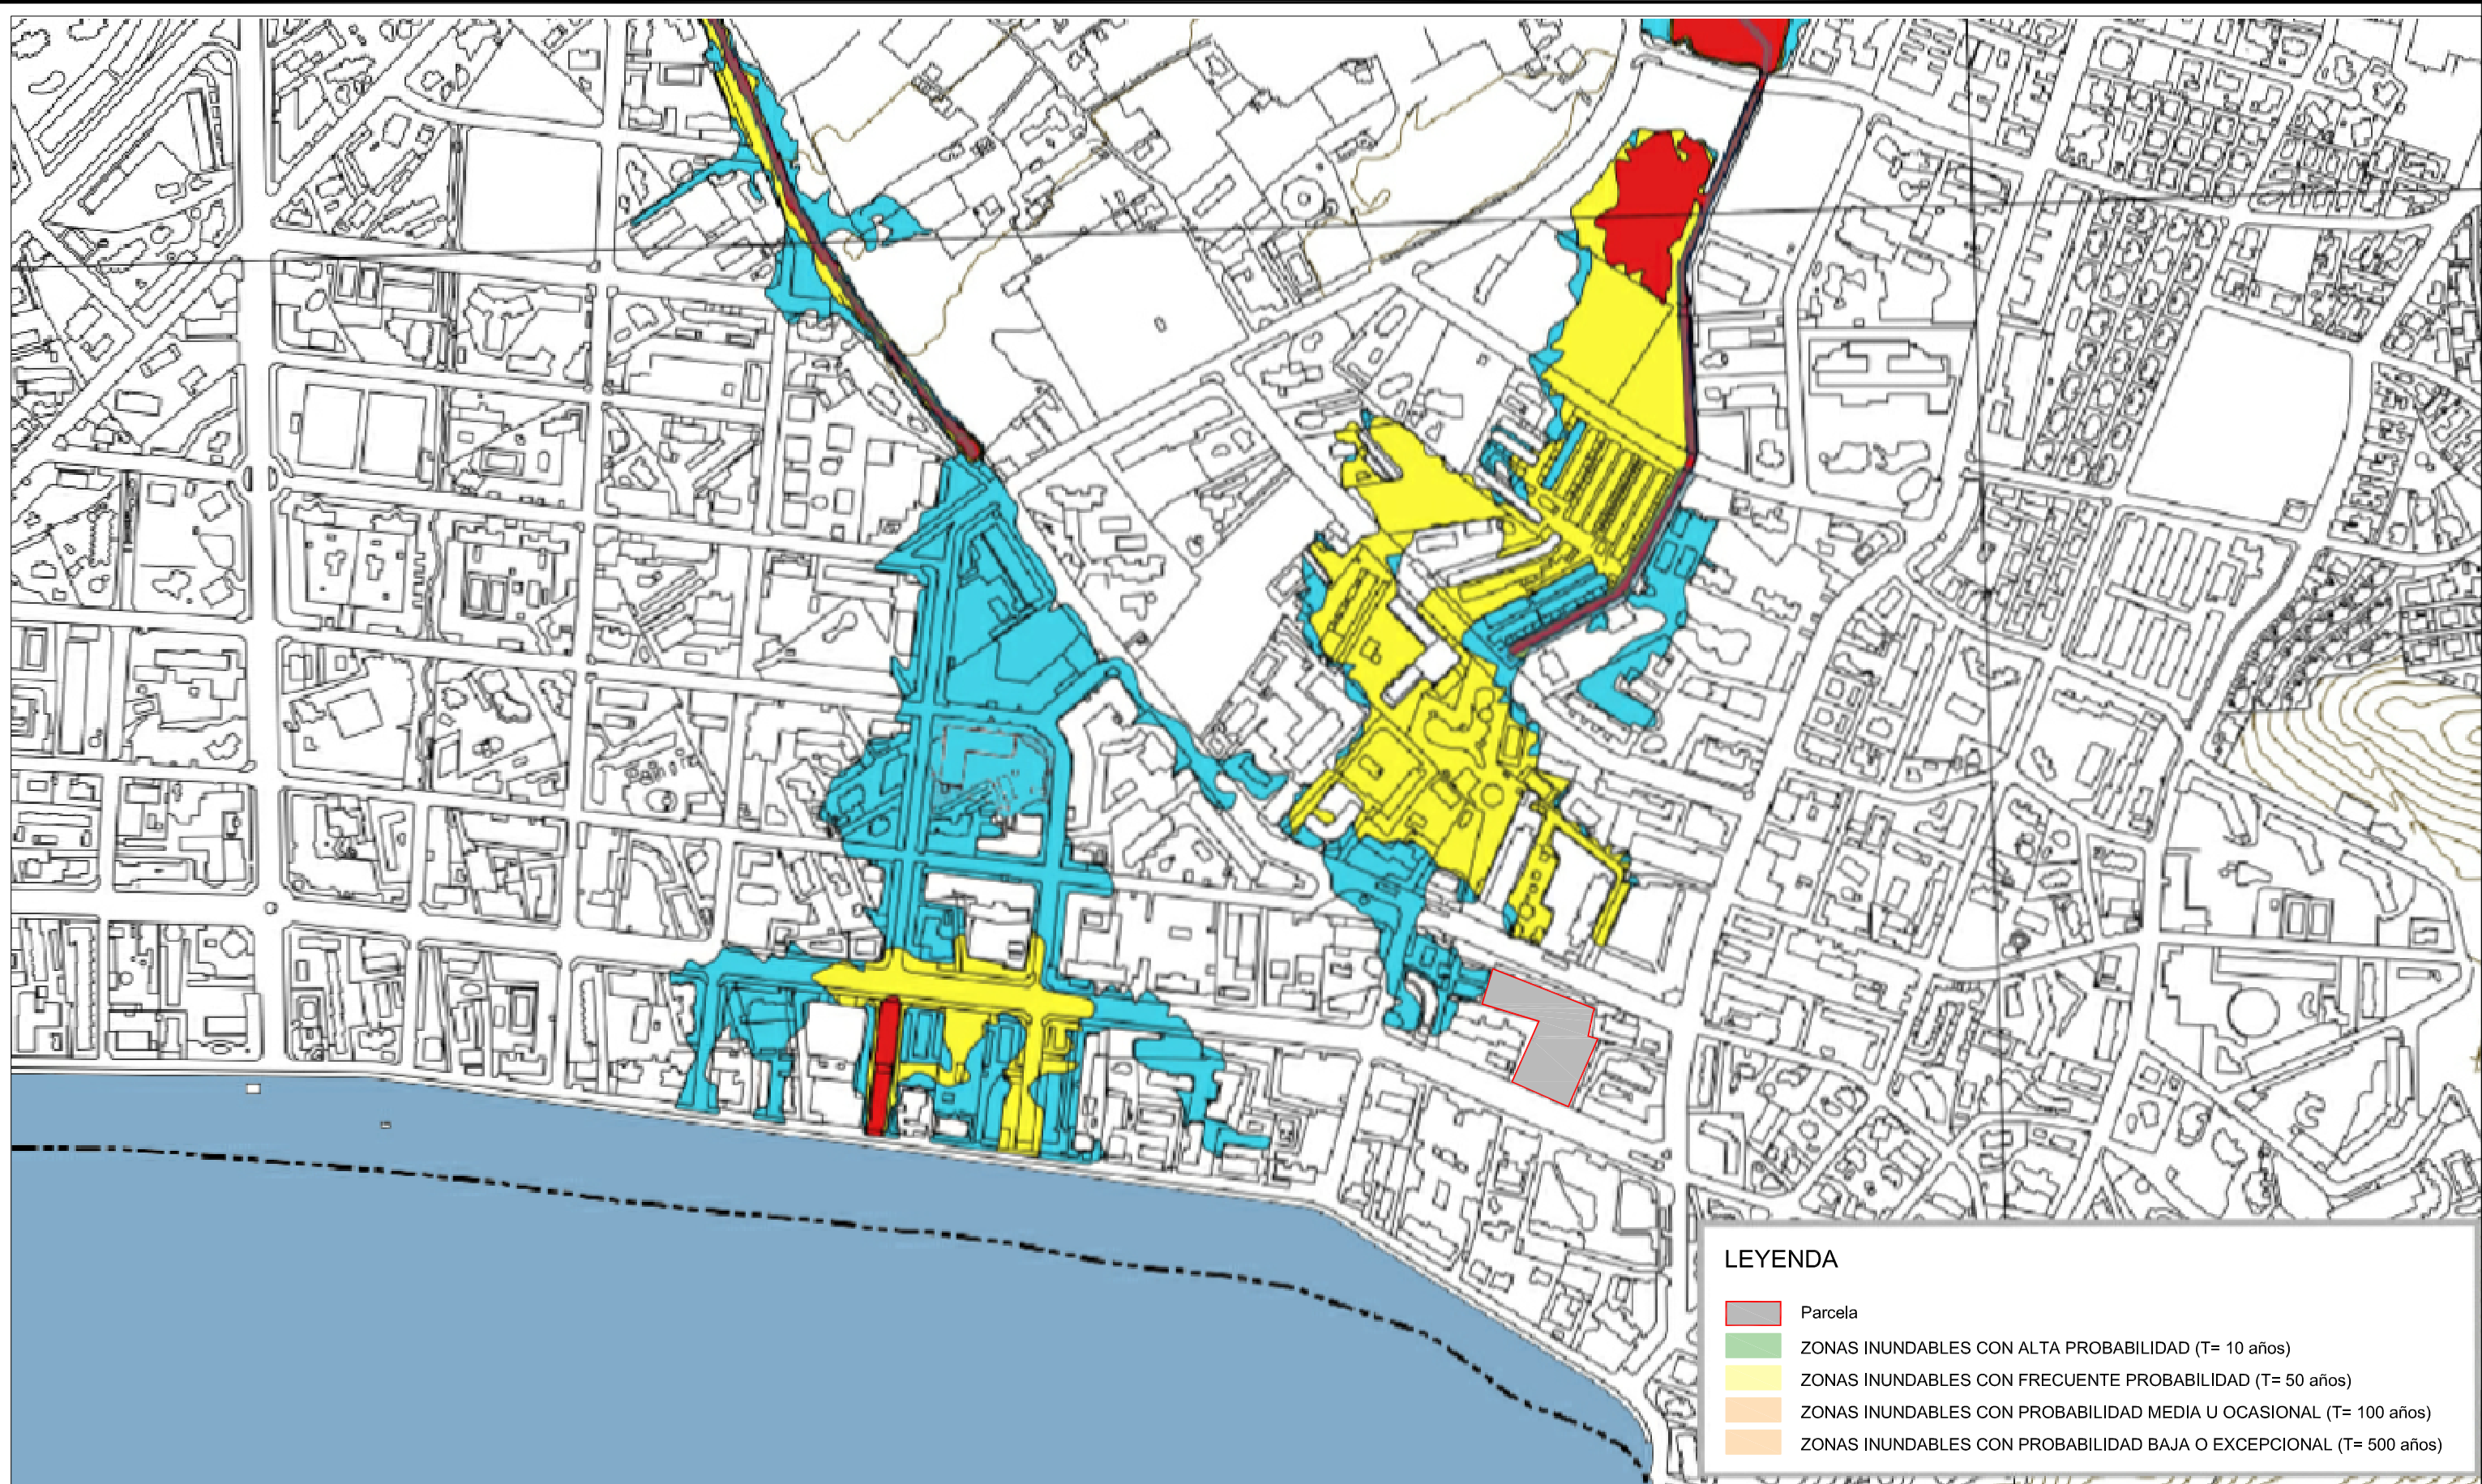 LEYENDA
Parcela
ZONAS INUNDABLES CON ALTA PROBABILIDAD (T= 10 años)
ZONAS INUNDABLES CON FRECUENTE PROBABILIDAD (T= 50 años)
ZONAS INUNDABLES CON PROBABILIDAD MEDIA U OCASIONAL (T= 100 años)
ZONAS INUNDABLES CON PROBABILIDAD BAJA O EXCEPCIONAL (T= 500 años)